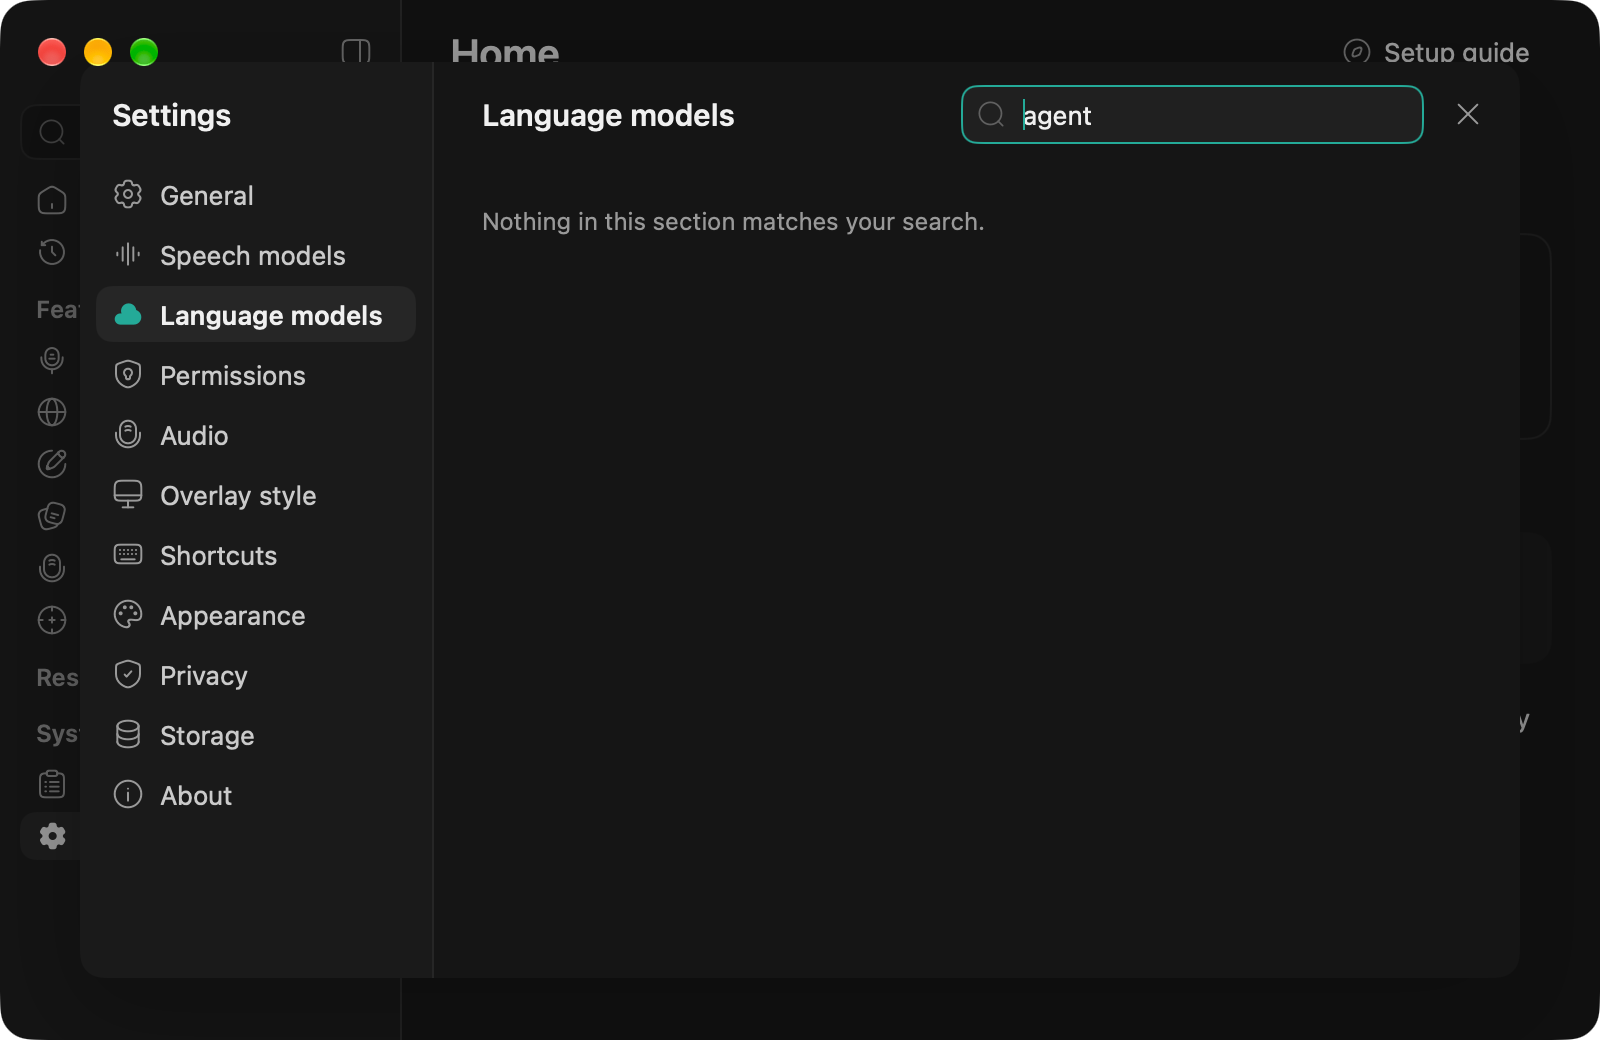 Home
Setup guide
Settings
Language models
agent
General
Speech models
Language models
Permissions
Audio
Overlay style
Shortcuts
Appearance
Privacy
Storage
About
Nothing in this section matches your search.